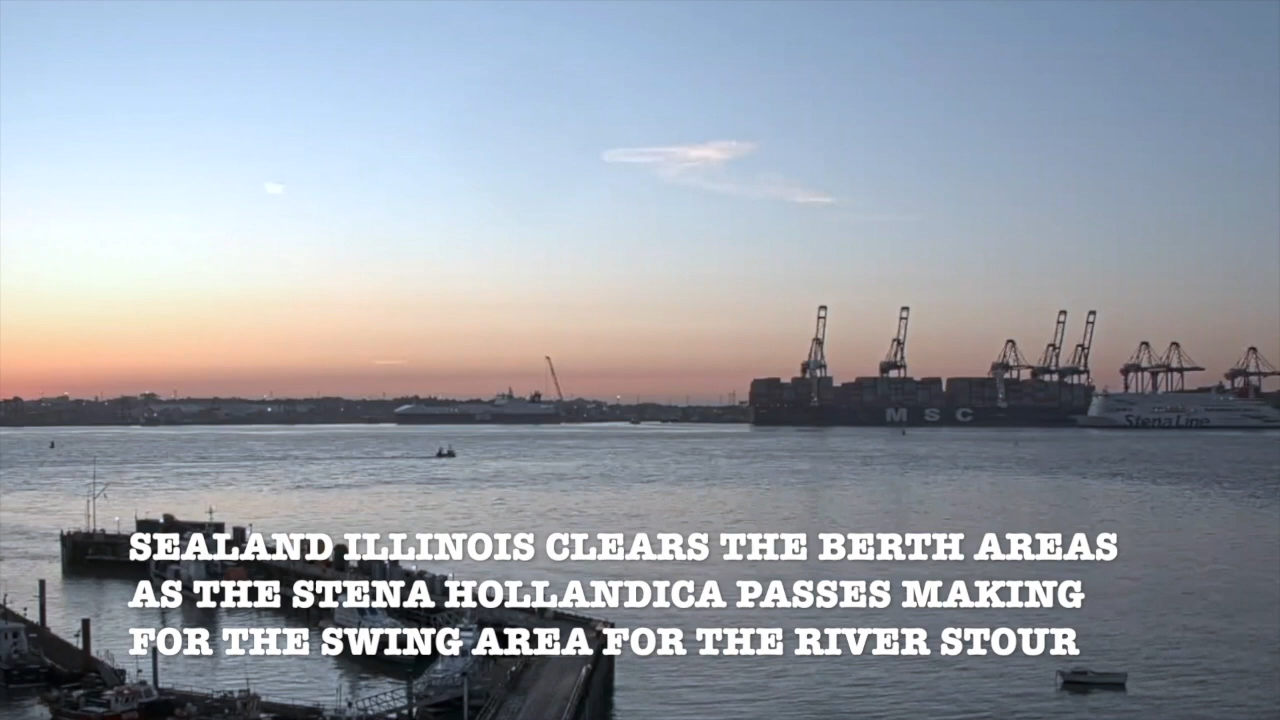 MSC
Stena Line
SEALAND ILLINOIS CLEARS THE BERTH AREAS
AS THE STENA HOLLANDICA PASSES MAKING
FOR THE SWING AREA FOR THE RIVER STOUR